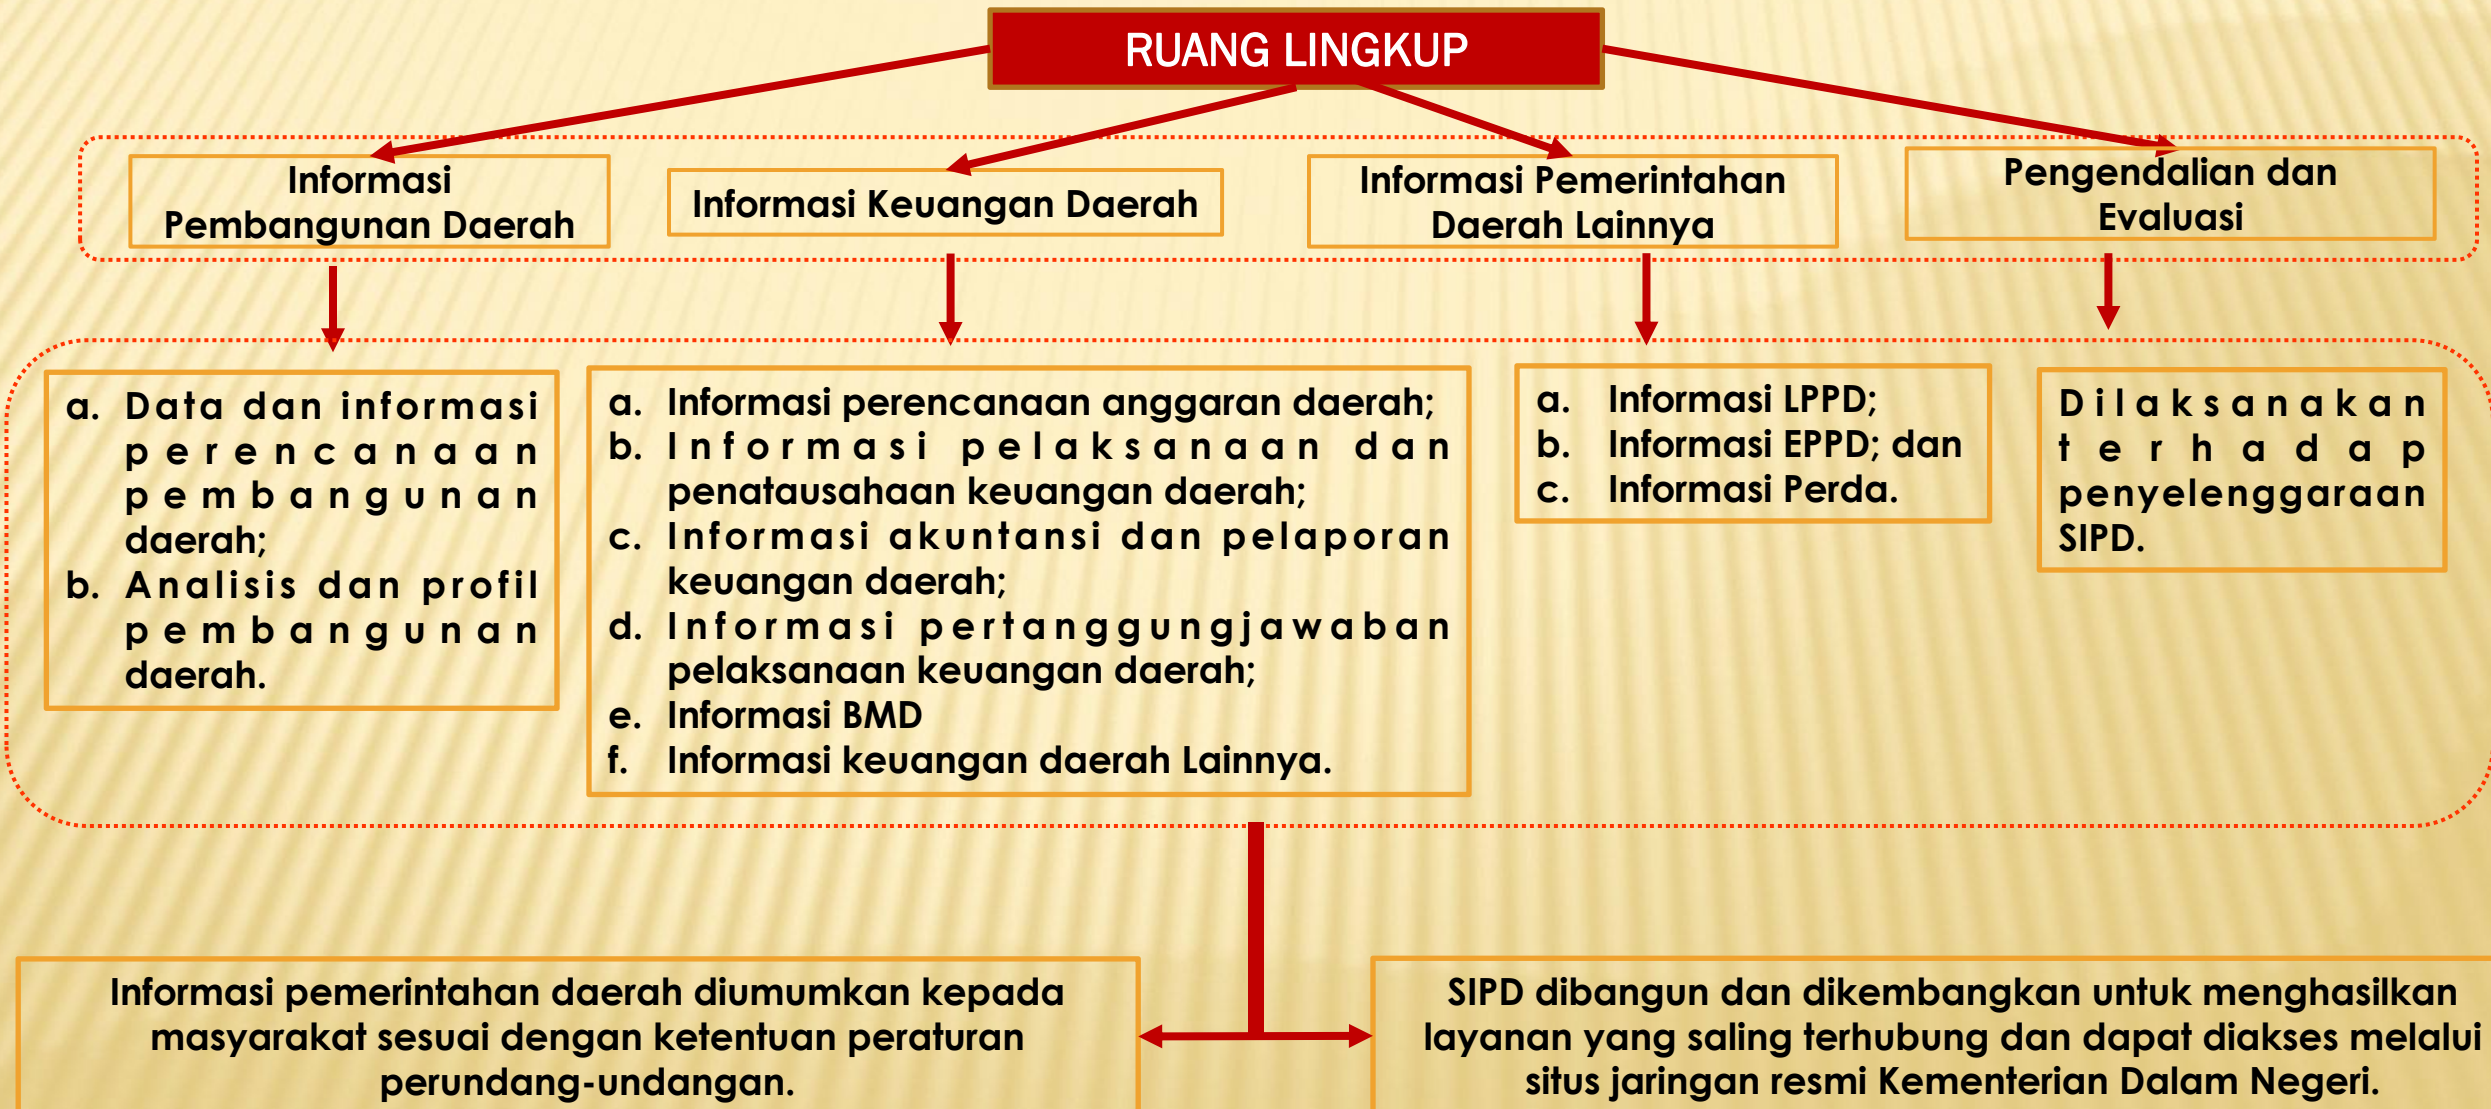 RUANG LINGKUP
Informasi
Pembangunan Daerah
Informasi Keuangan Daerah
Informasi Pemerintahan
Daerah Lainnya
Pengendalian dan
Evaluasi
a. Data dan informasi
perencanaan
pembangunan
daerah;
b. Analisis dan profil
pembangunan
daerah.
a. Informasi perencanaan anggaran daerah;
b. Informasi pelaksanaan dan
penatausahaan keuangan daerah;
c. Informasi akuntansi dan pelaporan
keuangan daerah;
d. Informasi pertanggungjawaban
pelaksanaan keuangan daerah;
e. Informasi BMD
f. Informasi keuangan daerah Lainnya.
a. Informasi LPPD;
b. Informasi EPPD; dan
c. Informasi Perda.
Dilaksanakan
terhadap
penyelenggaraan
SIPD.
Informasi pemerintahan daerah diumumkan kepada
masyarakat sesuai dengan ketentuan peraturan
perundang-undangan.
SIPD dibangun dan dikembangkan untuk menghasilkan
layanan yang saling terhubung dan dapat diakses melalui
situs jaringan resmi Kementerian Dalam Negeri.